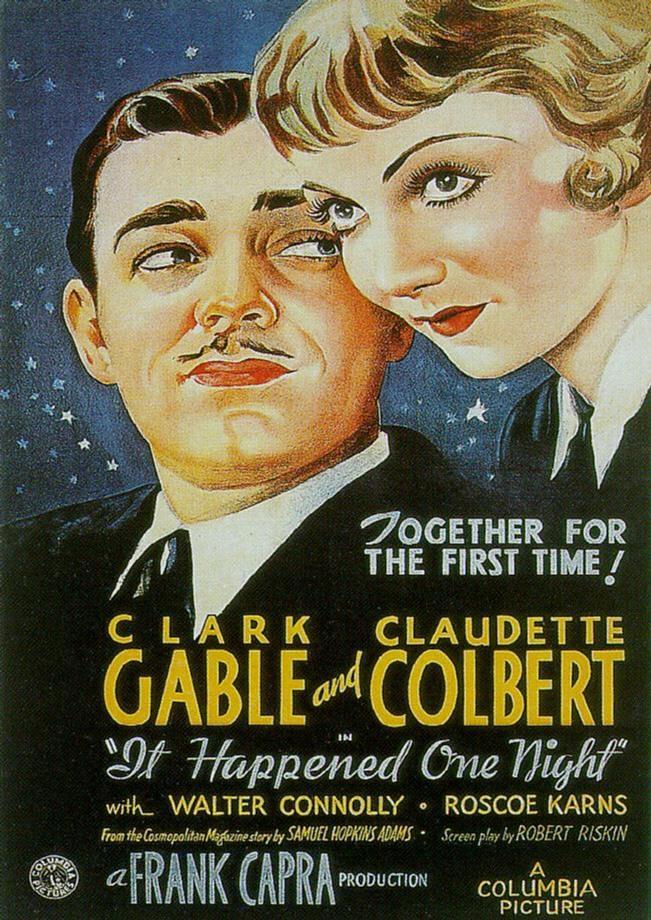 TOGETHER FOR
THE FIRST TIME!
CLARK CLAUDETTE
GABLE and COLBERT
IN
"It Happened One Night"
with WALTER CONNOLLY • ROSCOE KARNS
From the Cosmopolitan Magazine story by SAMUEL HOPKINS ADAMS • Screen play by ROBERT RISKIN
a FRANK CAPRA PRODUCTION
COLUMBIA
PICTURES
A
COLUMBIA
PICTURE